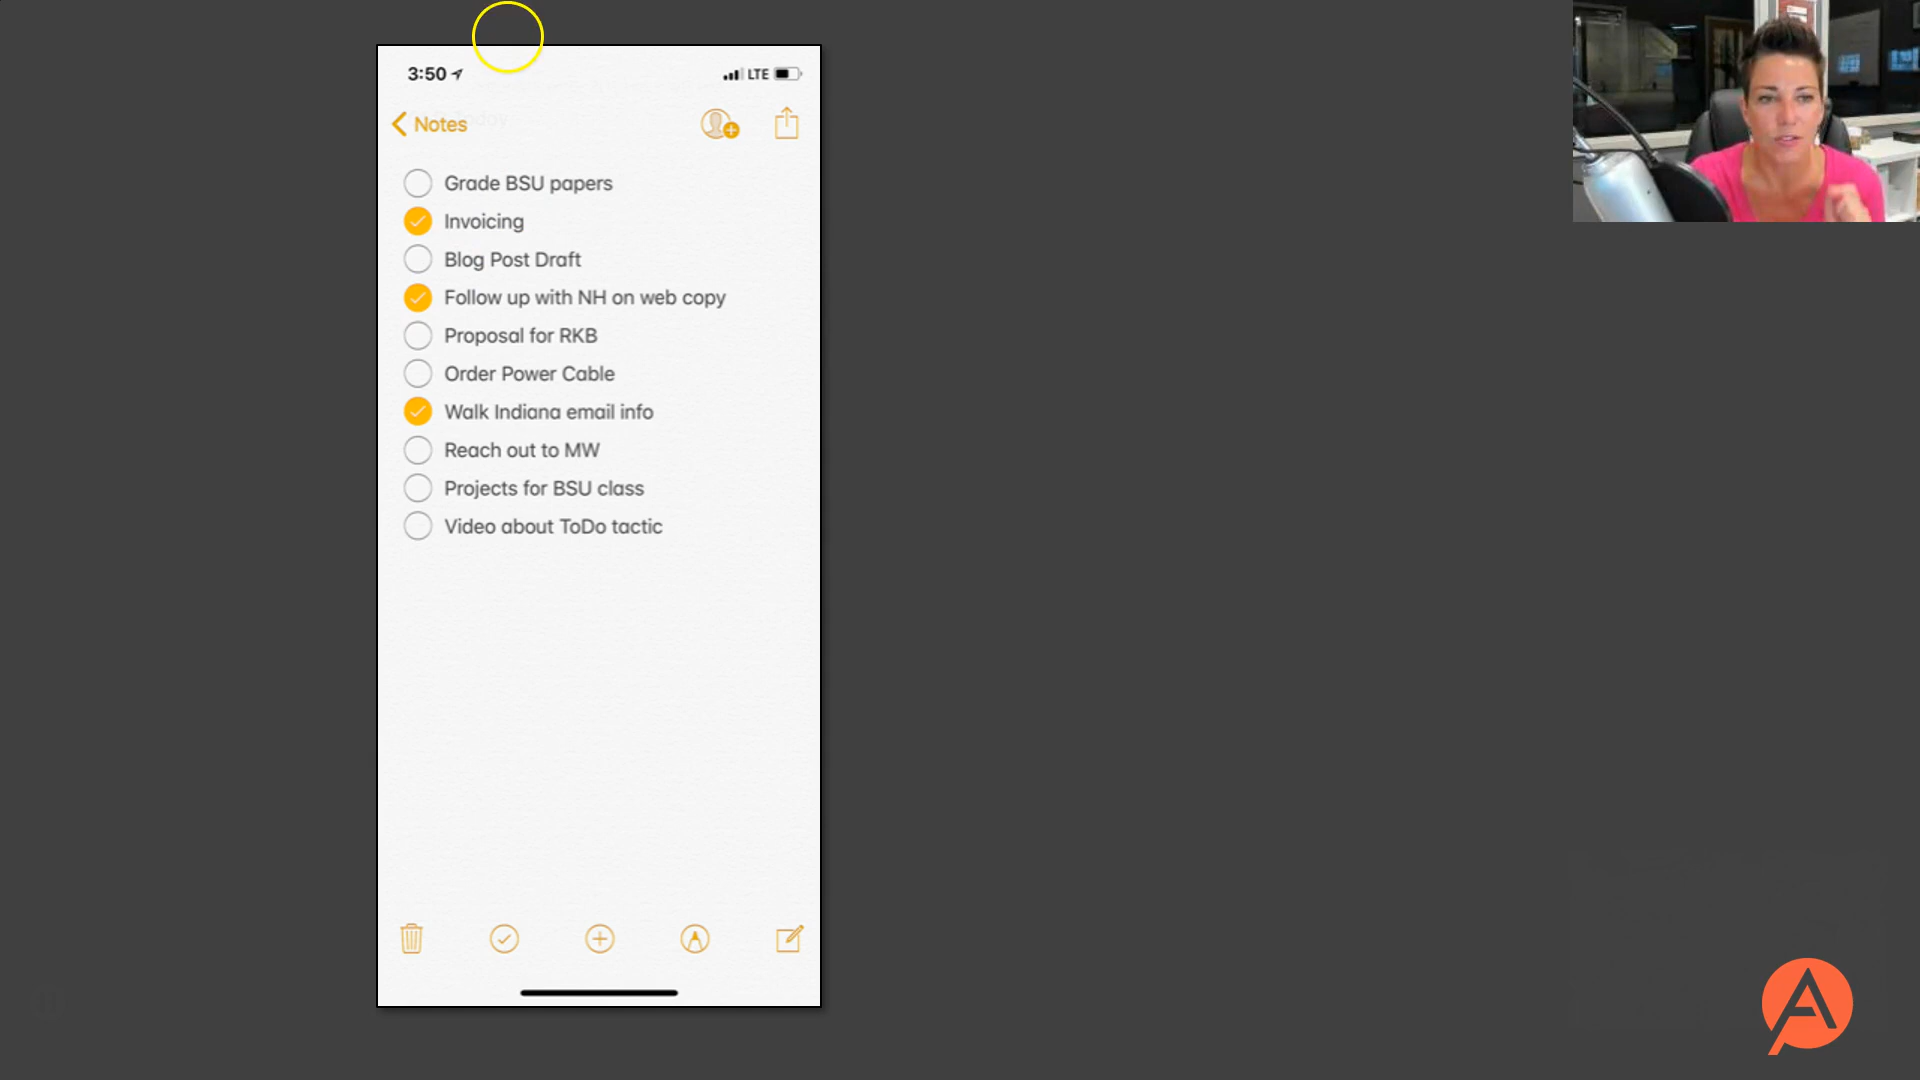 3:50 LTE
Notes
Grade BSU papers
Invoicing
Blog Post Draft
Follow up with NH on web copy
Proposal for RKB
Order Power Cable
Walk Indiana email info
Reach out to MW
Projects for BSU class
Video about ToDo tactic